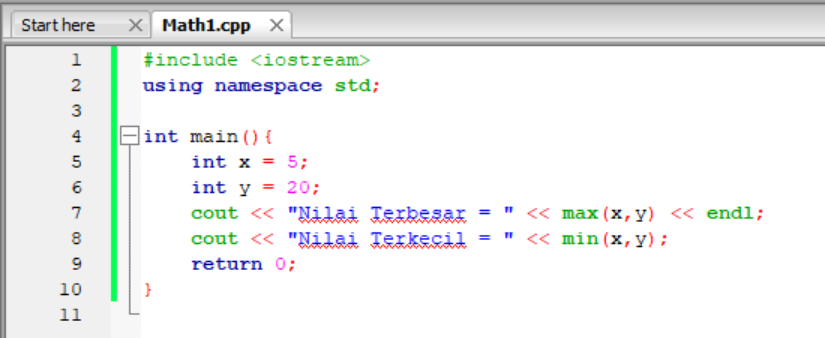 Start here × Math1.cpp ×
1 #include <iostream>
2 using namespace std;
3
4 int main(){
5 int x = 5;
6 int y = 20;
7 cout << "Nilai Terbesar = " << max(x,y) << endl;
8 cout << "Nilai Terkecil = " << min(x,y);
9 return 0;
10 }
11